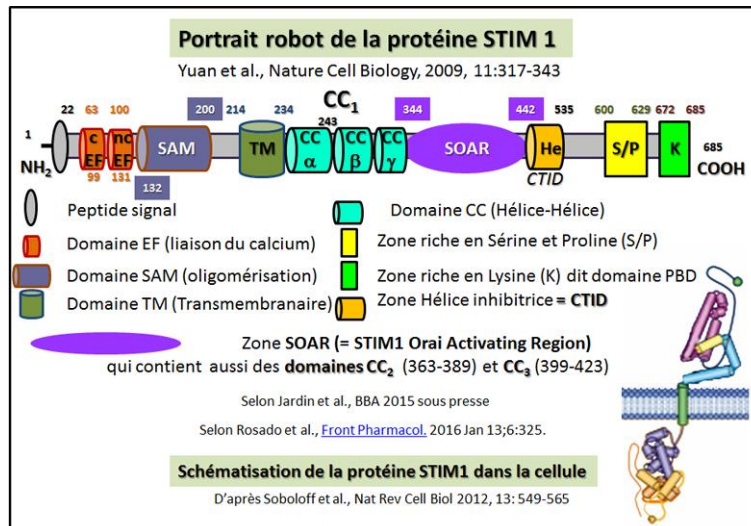 Portrait robot de la protéine STIM 1
Yuan et al., Nature Cell Biology, 2009, 11:317-343
CC1
22 63 100 200 214 234 243 344 442 535 600 629 672 685
1 NH2 c EF nc EF SAM TM CC α CC β CC γ SOAR He S/P K 685 COOH
99 131 132 CTID
Peptide signal
Domaine CC (Hélice-Hélice)
Domaine EF (liaison du calcium)
Zone riche en Sérine et Proline (S/P)
Domaine SAM (oligomérisation)
Zone riche en Lysine (K) dit domaine PBD
Domaine TM (Transmembranaire)
Zone Hélice inhibitrice = CTID
Zone SOAR (= STIM1 Orai Activating Region)
qui contient aussi des domaines CC2 (363-389) et CC3 (399-423)
Selon Jardin et al., BBA 2015 sous presse
Selon Rosado et al., Front Pharmacol. 2016 Jan 13;6:325.
Schématisation de la protéine STIM1 dans la cellule
D'après Soboloff et al., Nat Rev Cell Biol 2012, 13: 549-565